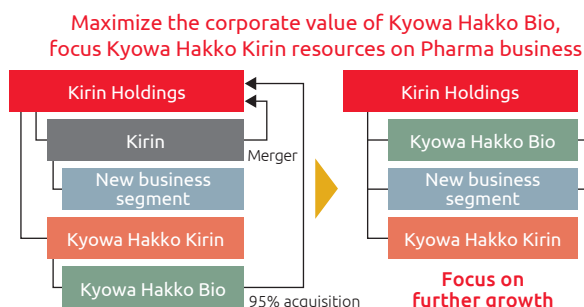 Maximize the corporate value of Kyowa Hakko Bio,
focus Kyowa Hakko Kirin resources on Pharma business
Kirin Holdings
Kirin
Merger
New business
segment
Kyowa Hakko Kirin
Kyowa Hakko Bio
95% acquisition
Kirin Holdings
Kyowa Hakko Bio
New business
segment
Kyowa Hakko Kirin
Focus on
further growth